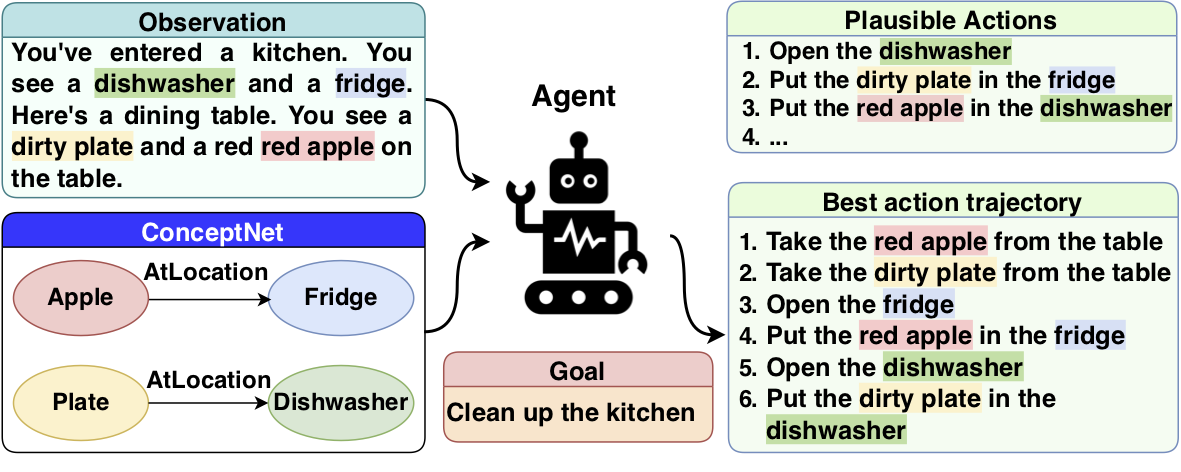 Observation
You've entered a kitchen. You
see a dishwasher and a fridge.
Here's a dining table. You see a
dirty plate and a red red apple on
the table.
ConceptNet
Apple
AtLocation
Fridge
Plate
AtLocation
Dishwasher
Agent
Goal
Clean up the kitchen
Plausible Actions
1. Open the dishwasher
2. Put the dirty plate in the fridge
3. Put the red apple in the dishwasher
4. ...
Best action trajectory
1. Take the red apple from the table
2. Take the dirty plate from the table
3. Open the fridge
4. Put the red apple in the fridge
5. Open the dishwasher
6. Put the dirty plate in the
dishwasher